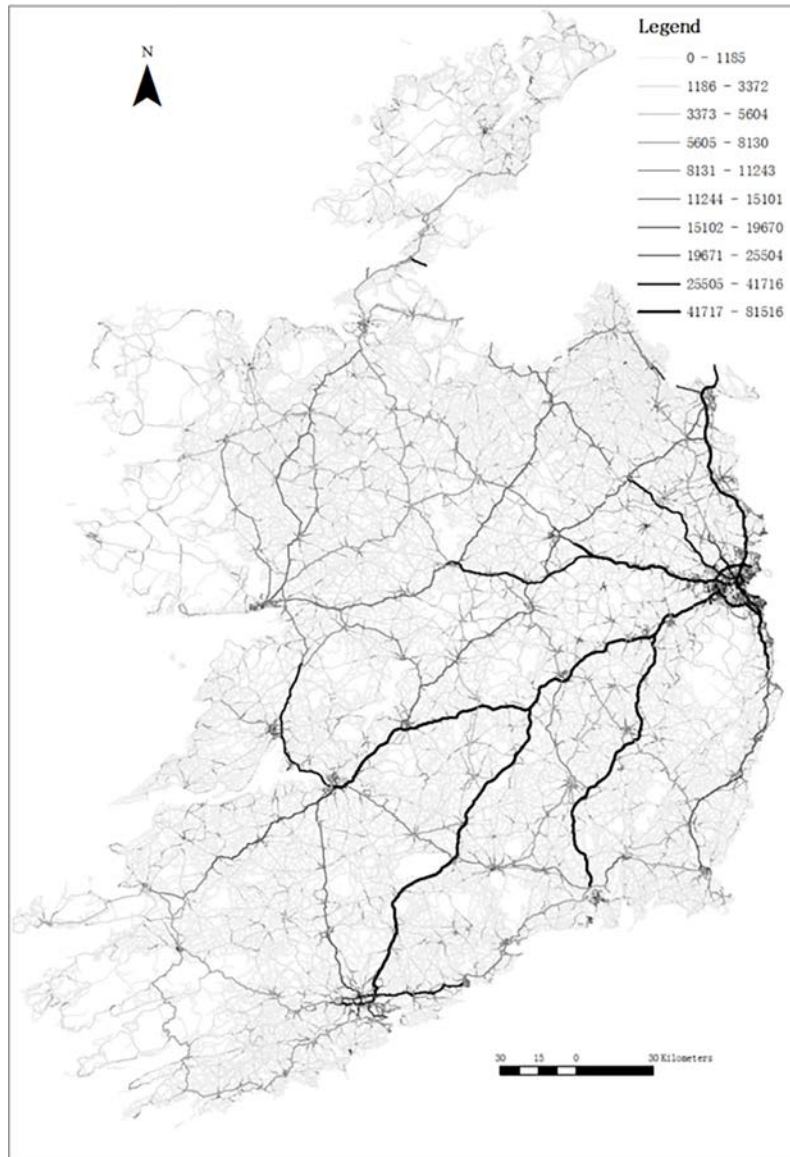 N
Legend
0 - 1185
1186 - 3372
3373 - 5604
5605 - 8130
8131 - 11243
11244 - 15101
15102 - 19670
19671 - 25504
25505 - 41716
41717 - 81516
30 15 0 30 Kilometers